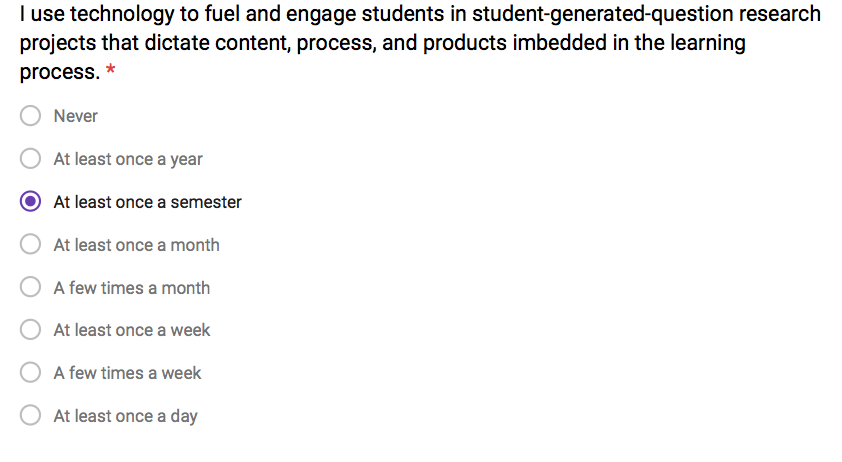 I use technology to fuel and engage students in student-generated-question research
projects that dictate content, process, and products imbedded in the learning
process. *
Never
At least once a year
At least once a semester
At least once a month
A few times a month
At least once a week
A few times a week
At least once a day